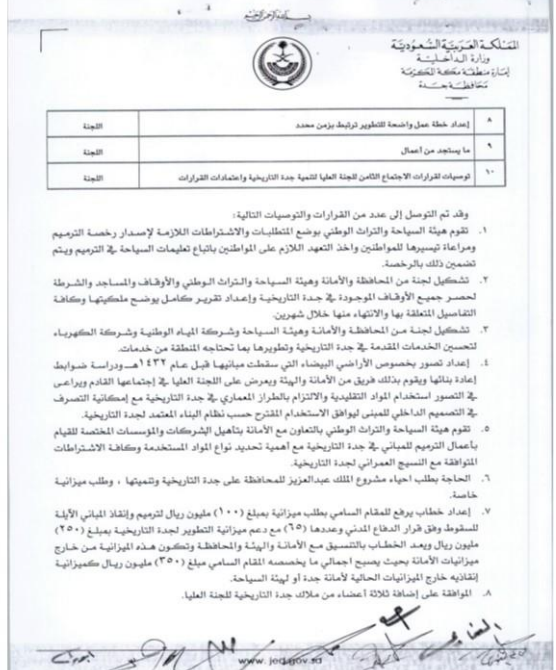 بسم الله الرحمن الرحيم
المملكة العربية السعودية
وزارة الداخلية
إمارة منطقة مكة المكرمة
محافظة جدة
٨ إعداد خطة عمل واضحة للتطوير ترتبط بزمن محدد اللجنة
٩ ما يستجد من أعمال اللجنة
١٠ توصيات لقرارات الاجتماع الثامن للجنة العليا لتنمية جدة التاريخية واعتمادات القرارات اللجنة
وقد تم التوصل إلى عدد من القرارات والتوصيات التالية:
١. تقوم هيئة السياحة والتراث الوطني بوضع المتطلبات والاشتراطات اللازمة لإصدار رخصة الترميم
ومراعاة تيسيرها للمواطنين واخذ التعهد اللازم على المواطنين باتباع تعليمات السياحة في الترميم ويتم
تضمين ذلك بالرخصة.
٢. تشكيل لجنة من المحافظة والأمانة وهيئة السياحة والتراث الوطني والأوقاف والمساجد والشرطة
لحصر جميع الأوقاف الموجودة في جدة التاريخية وإعداد تقرير كامل يوضح ملكيتها وكافة
التفاصيل المتعلقة بها والانتهاء منها خلال شهرين.
٣. تشكيل لجنة من المحافظة والأمانة وهيئة السياحة وشركة المياه الوطنية وشركة الكهرباء
لتحسين الخدمات المقدمة في جدة التاريخية وتطويرها بما تحتاجه المنطقة من خدمات.
٤. إعداد تصور بخصوص الأراضي البيضاء التي سقطت مبانيها قبل عام ١٤٣٢هـ ودراسة ضوابط
إعادة بنائها ويقوم بذلك فريق من الأمانة والهيئة ويعرض على اللجنة العليا في إجتماعها القادم ويراعى
في التصور استخدام المواد التقليدية والالتزام بالطراز المعماري في جدة التاريخية مع إمكانية التصرف
في التصميم الداخلي للمبنى ليوافق الاستخدام المقترح حسب نظام البناء المعتمد لجدة التاريخية.
٥. تقوم هيئة السياحة والتراث الوطني بالتعاون مع الأمانة بتأهيل الشركات والمؤسسات المختصة للقيام
بأعمال الترميم للمباني في جدة التاريخية مع أهمية تحديد نواع المواد المستخدمة وكافة الاشتراطات
المتوافقة مع النسيج العمراني لجدة التاريخية.
٦. الحاجة بطلب احياء مشروع الملك عبدالعزيز للمحافظة على جدة التاريخية وتنميتها ، وطلب ميزانية
خاصة.
٧. إعداد خطاب يرفع للمقام السامي بطلب ميزانية بمبلغ (١٠٠) مليون ريال لترميم وإنقاذ المباني الآيلة
للسقوط وفق قرار الدفاع المدني وعددها (٦٥) مع دعم ميزانية التطوير لجدة التاريخية بمبلغ (٢٥٠)
مليون ريال ويعد الخطاب بالتنسيق مع الأمانة والهيئة والمحافظة وتكون هذه الميزانية من خارج
ميزانيات الأمانة بحيث يصبح اجمالي ما يخصصه المقام السامي مبلغ (٣٥٠) مليون ريال كميزانية
إنقاذيه خارج الميزانيات الحالية لأمانة جدة أو لهيئة السياحة.
٨. الموافقة على إضافة ثلاثة أعضاء من ملاك جدة التاريخية للجنة العليا.
www.jed.gov.sa